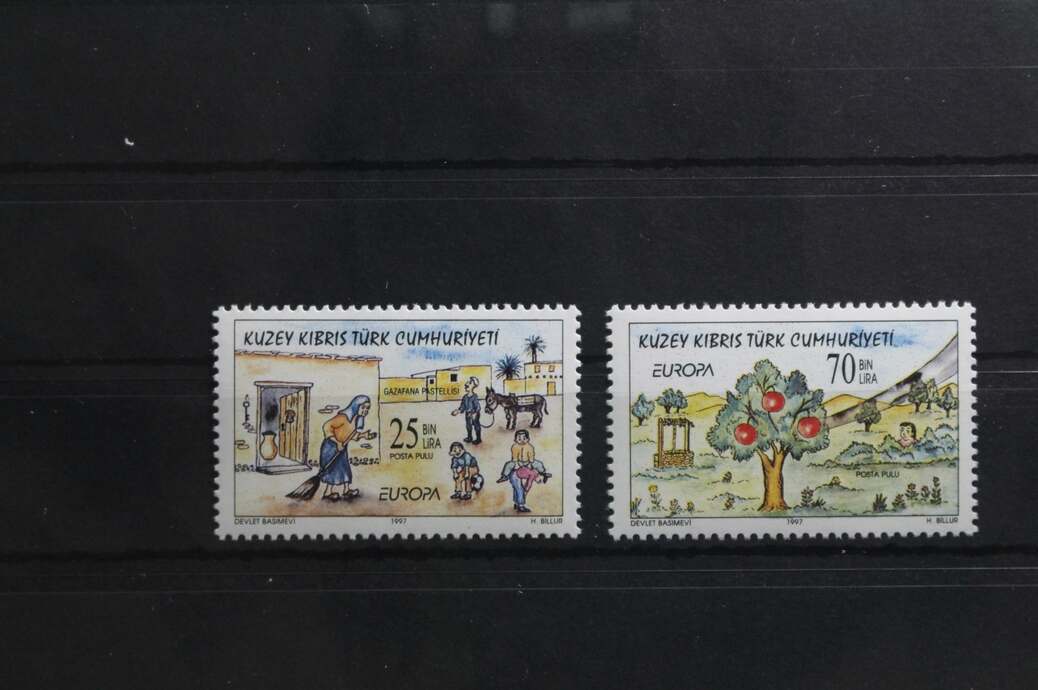 KUZEY KIBRIS TÜRK CUMHURİYETİ
GAZAFANA PASTELLİSİ
25 BİN LİRA
POSTA PULU
EUROPA
DEVLET BASIMEVİ 1997 H. BİLLUR
KUZEY KIBRIS TÜRK CUMHURİYETİ
EUROPA
70 BİN LİRA
POSTA PULU
DEVLET BASIMEVİ 1997 H. BİLLUR